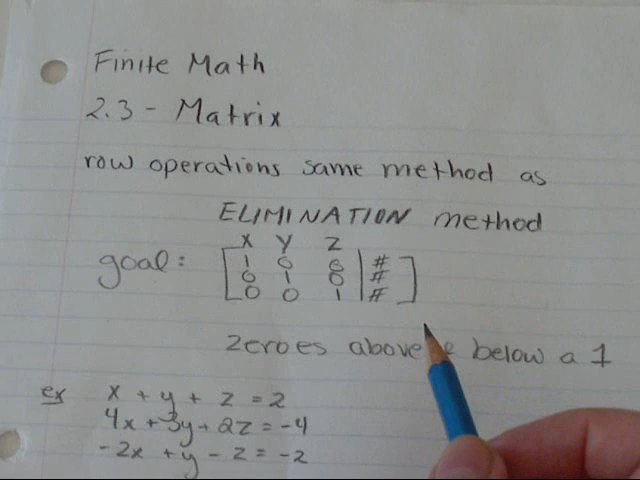 Finite Math
2.3 - Matrix
row operations same method as
ELIMINATION method
X Y Z
goal: [ 1 0 0 | # ]
0 1 0 | #
0 0 1 | #
zeroes above below a 1
ex x + y + z = 2
4x + 3y + 2z = -4
-2x + y - z = -2